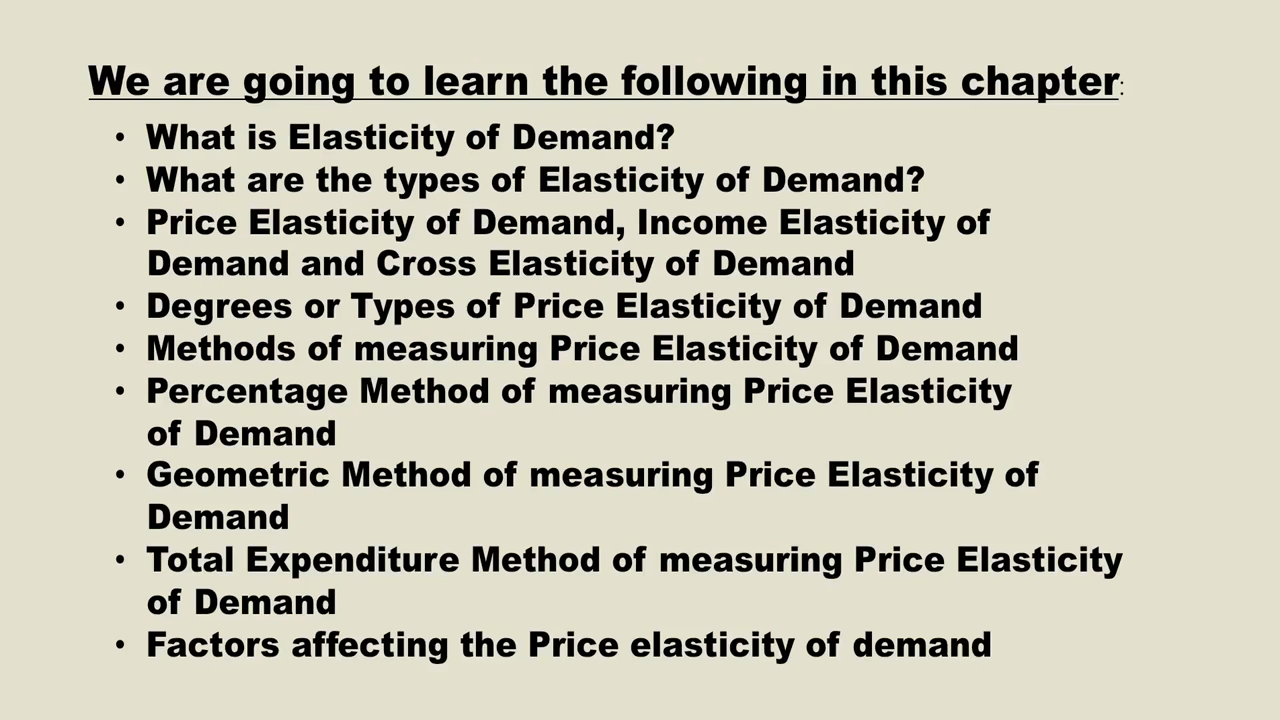 We are going to learn the following in this chapter:
• What is Elasticity of Demand?
• What are the types of Elasticity of Demand?
• Price Elasticity of Demand, Income Elasticity of
Demand and Cross Elasticity of Demand
• Degrees or Types of Price Elasticity of Demand
• Methods of measuring Price Elasticity of Demand
• Percentage Method of measuring Price Elasticity
of Demand
• Geometric Method of measuring Price Elasticity of
Demand
• Total Expenditure Method of measuring Price Elasticity
of Demand
• Factors affecting the Price elasticity of demand